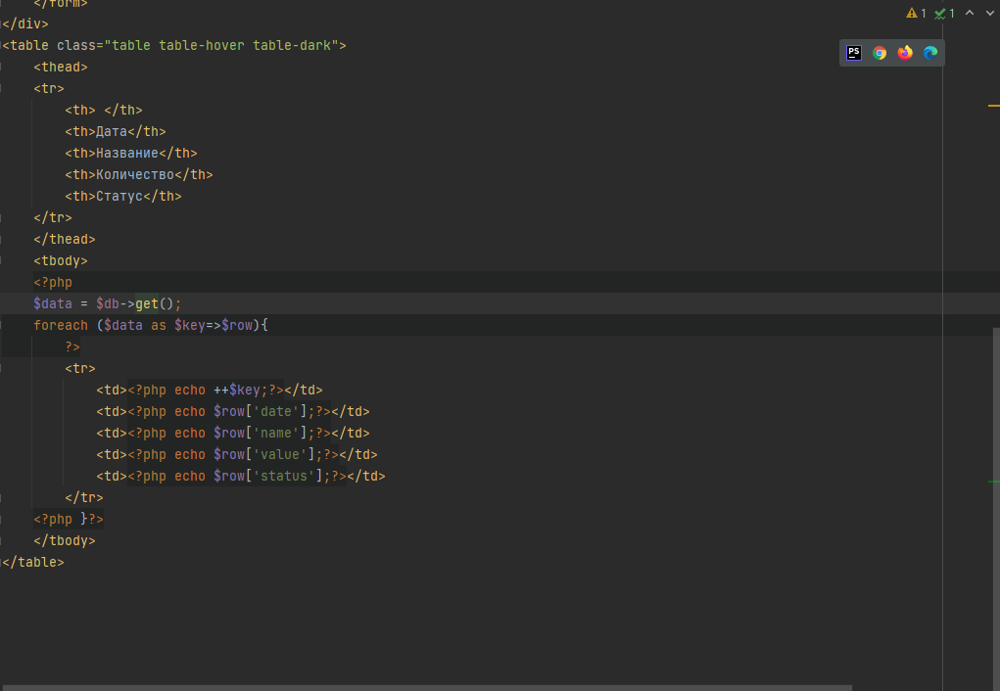 </form>
</div>
<table class="table table-hover table-dark">
<thead>
<tr>
<th> </th>
<th>Дата</th>
<th>Название</th>
<th>Количество</th>
<th>Статус</th>
</tr>
</thead>
<tbody>
<?php
$data = $db->get();
foreach ($data as $key=>$row){
?>
<tr>
<td><?php echo ++$key;?></td>
<td><?php echo $row['date'];?></td>
<td><?php echo $row['name'];?></td>
<td><?php echo $row['value'];?></td>
<td><?php echo $row['status'];?></td>
</tr>
<?php }?>
</tbody>
</table>
1 1
PS